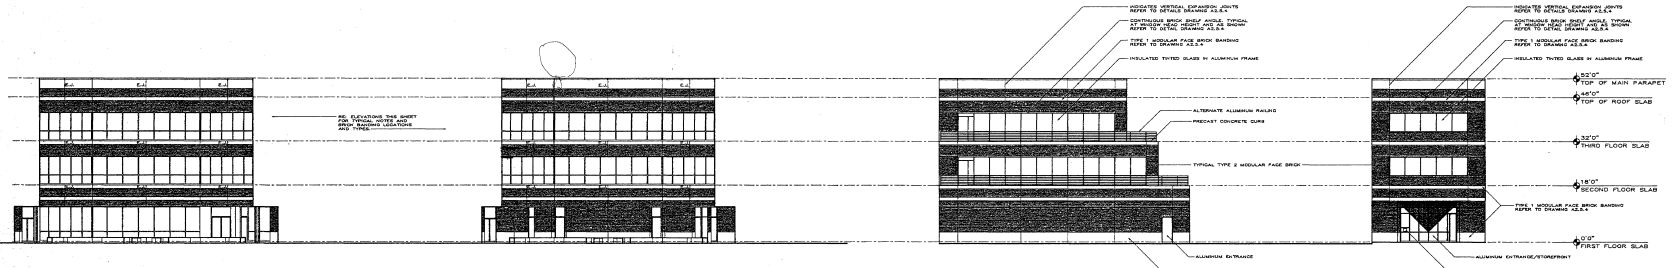 INDICATES VERTICAL EXPANSION JOINTS
REFER TO DETAILS DRAWING A2.5.4
CONTINUOUS BRICK SHELF ANGLE, TYPICAL
AT WINDOW HEAD HEIGHT AND AS SHOWN
REFER TO DETAIL DRAWING A2.5.4
TYPE 1 MODULAR FACE BRICK BANDING
REFER TO DRAWING A2.5.4
INSULATED TINTED GLASS IN ALUMINUM FRAME
INDICATES VERTICAL EXPANSION JOINTS
REFER TO DETAILS DRAWING A2.5.4
CONTINUOUS BRICK SHELF ANGLE, TYPICAL
AT WINDOW HEAD HEIGHT AND AS SHOWN
REFER TO DETAIL DRAWING A2.5.4
TYPE 1 MODULAR FACE BRICK BANDING
REFER TO DRAWING A2.5.4
INSULATED TINTED GLASS IN ALUMINUM FRAME
E.J. E.J. E.J.
E.J. E.J. E.J.
52'0"
TOP OF MAIN PARAPET
46'0"
TOP OF ROOF SLAB
RE: ELEVATIONS THIS SHEET
FOR TYPICAL NOTES AND
BRICK BANDING LOCATIONS
AND TYPES.
ALTERNATE ALUMINUM RAILING
PRECAST CONCRETE CURB
32'0"
THIRD FLOOR SLAB
TYPICAL TYPE 2 MODULAR FACE BRICK
18'0"
SECOND FLOOR SLAB
TYPE 1 MODULAR FACE BRICK BANDING
REFER TO DRAWING A2.5.4
0'0"
FIRST FLOOR SLAB
ALUMINUM ENTRANCE
ALUMINUM ENTRANCE/STOREFRONT